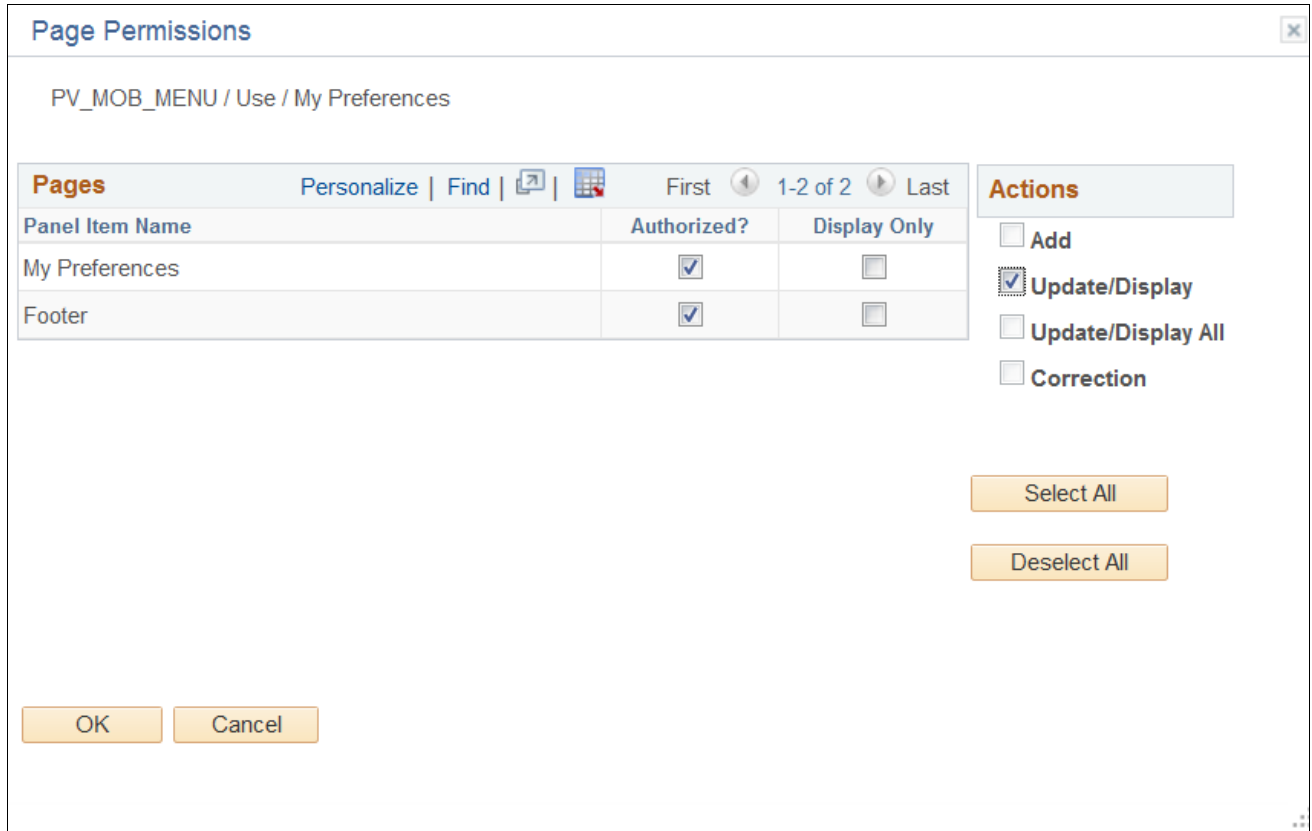 Page Permissions
PV_MOB_MENU / Use / My Preferences
Pages Personalize | Find | | First 1-2 of 2 Last
Panel Item Name Authorized? Display Only
My Preferences
Footer
Actions
Add
Update/Display
Update/Display All
Correction
Select All
Deselect All
OK Cancel